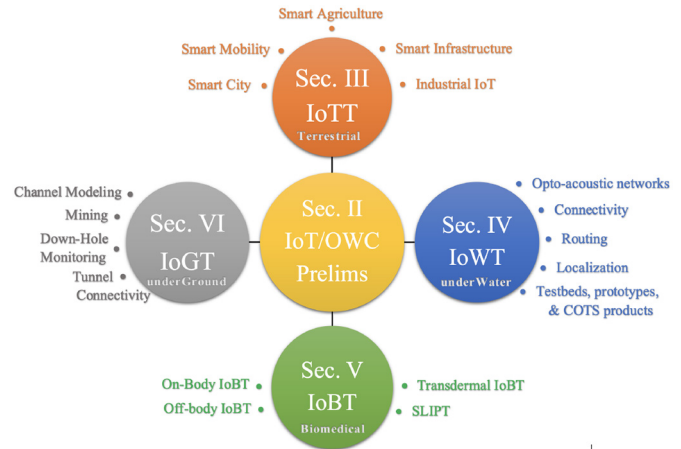 Smart Agriculture
Smart Mobility
Smart Infrastructure
Smart City
Industrial IoT
Sec. III
IoTT
Terrestrial
Channel Modeling
Mining
Down-Hole
Monitoring
Tunnel
Connectivity
Sec. VI
IoGT
underGround
Sec. II
IoT/OWC
Prelims
Sec. IV
IoWT
underWater
Opto-acoustic networks
Connectivity
Routing
Localization
Testbeds, prototypes,
& COTS products
Sec. V
IoBT
Biomedical
On-Body IoBT
Off-body IoBT
Transdermal IoBT
SLIPT